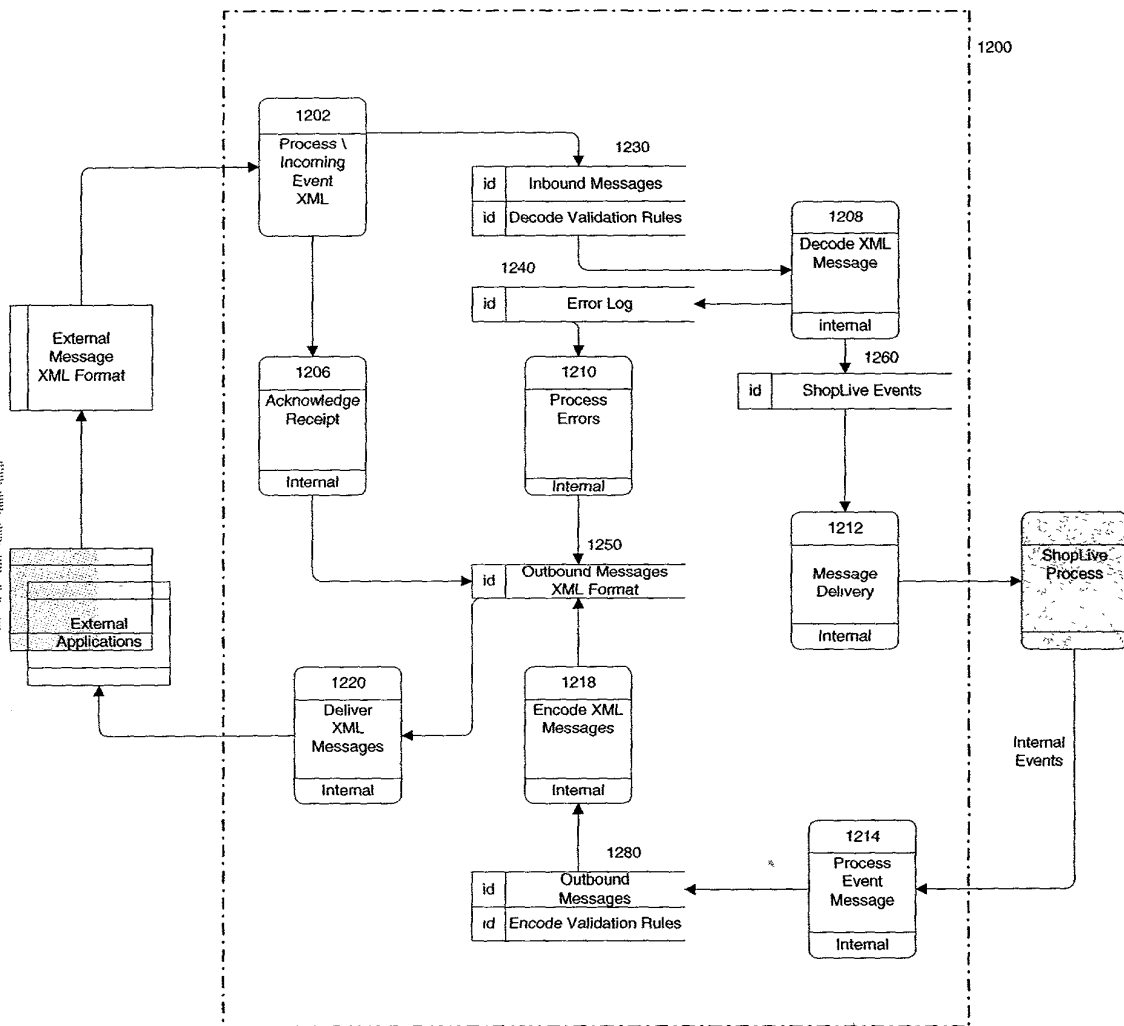 1200
1202
Process \
Incoming
Event
XML
1230
id Inbound Messages
id Decode Validation Rules
1208
Decode XML
Message
internal
1240
id Error Log
External
Message
XML Format
1206
Acknowledge
Receipt
Internal
1210
Process
Errors
Internal
1260
id ShopLive Events
1212
Message
Delivery
Internal
ShopLive
Process
1250
id Outbound Messages
XML Format
External
Applications
1220
Deliver
XML
Messages
Internal
1218
Encode XML
Messages
Internal
Internal
Events
1214
Process
Event
Message
Internal
1280
id Outbound
Messages
id Encode Validation Rules